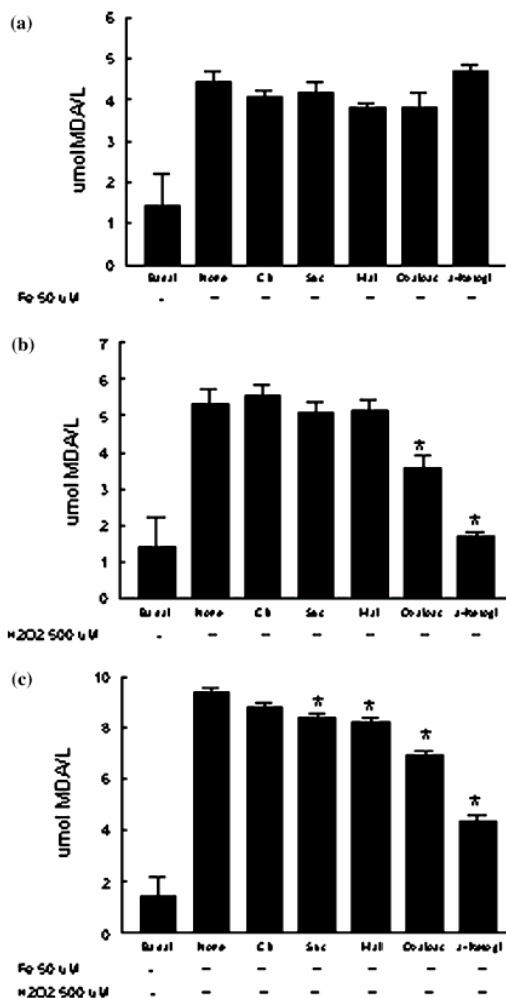 (a)
6
5
4
3
2
1
0
umol MDA/L
Basal None Cit Suc Mal Oxaloac a-Ketogl
Fe 50 uM - – – – – – –
(b)
7
6
5
4
3
2
1
0
umol MDA/L
* *
Basal None Cit Suc Mal Oxaloac a-Ketogl
H2O2 500 uM - – – – – – –
(c)
10
8
6
4
2
0
umol MDA/L
* * * *
Basal None Cit Suc Mal Oxaloac a-Ketogl
Fe 50 uM - – – – – – –
H2O2 500 uM - – – – – – –